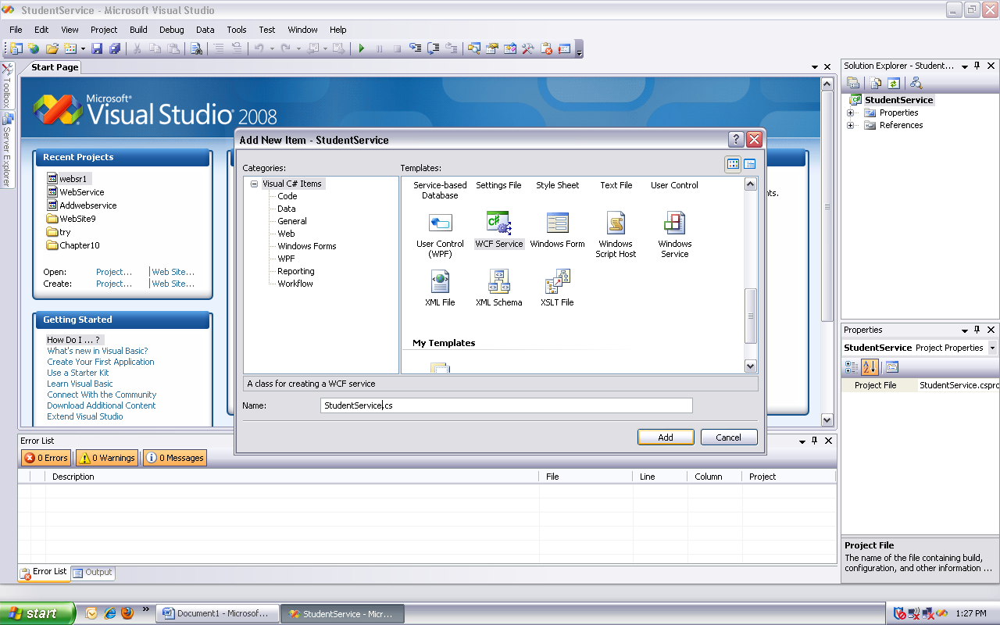 StudentService - Microsoft Visual Studio
File Edit View Project Build Debug Data Tools Test Window Help
Start Page
Toolbox
Server Explorer
Microsoft®
Visual Studio® 2008
Recent Projects
websr1
WebService
Addwebservice
WebSite9
try
Chapter10
Open: Project... Web Site...
Create: Project... Web Site...
Getting Started
How Do I ... ?
What's new in Visual Basic?
Create Your First Application
Use a Starter Kit
Learn Visual Basic
Connect With the Community
Download Additional Content
Extend Visual Studio
Add New Item - StudentService
Categories:
Visual C# Items
Code
Data
General
Web
Windows Forms
WPF
Reporting
Workflow
Templates:
Service-based Database
Settings File
Style Sheet
Text File
User Control
User Control (WPF)
WCF Service
Windows Form
Windows Script Host
Windows Service
XML File
XML Schema
XSLT File
My Templates
A class for creating a WCF service
Name: StudentService.cs
Add Cancel
nts.
Solution Explorer - Student...
StudentService
Properties
References
Properties
StudentService Project Properties
Project File StudentService.cspro
Project File
The name of the file containing build,
configuration, and other information ...
Error List
0 Errors 0 Warnings 0 Messages
Description File Line Column Project
Error List Output
start
Document1 - Microsof...
StudentService - Micr...
1:27 PM